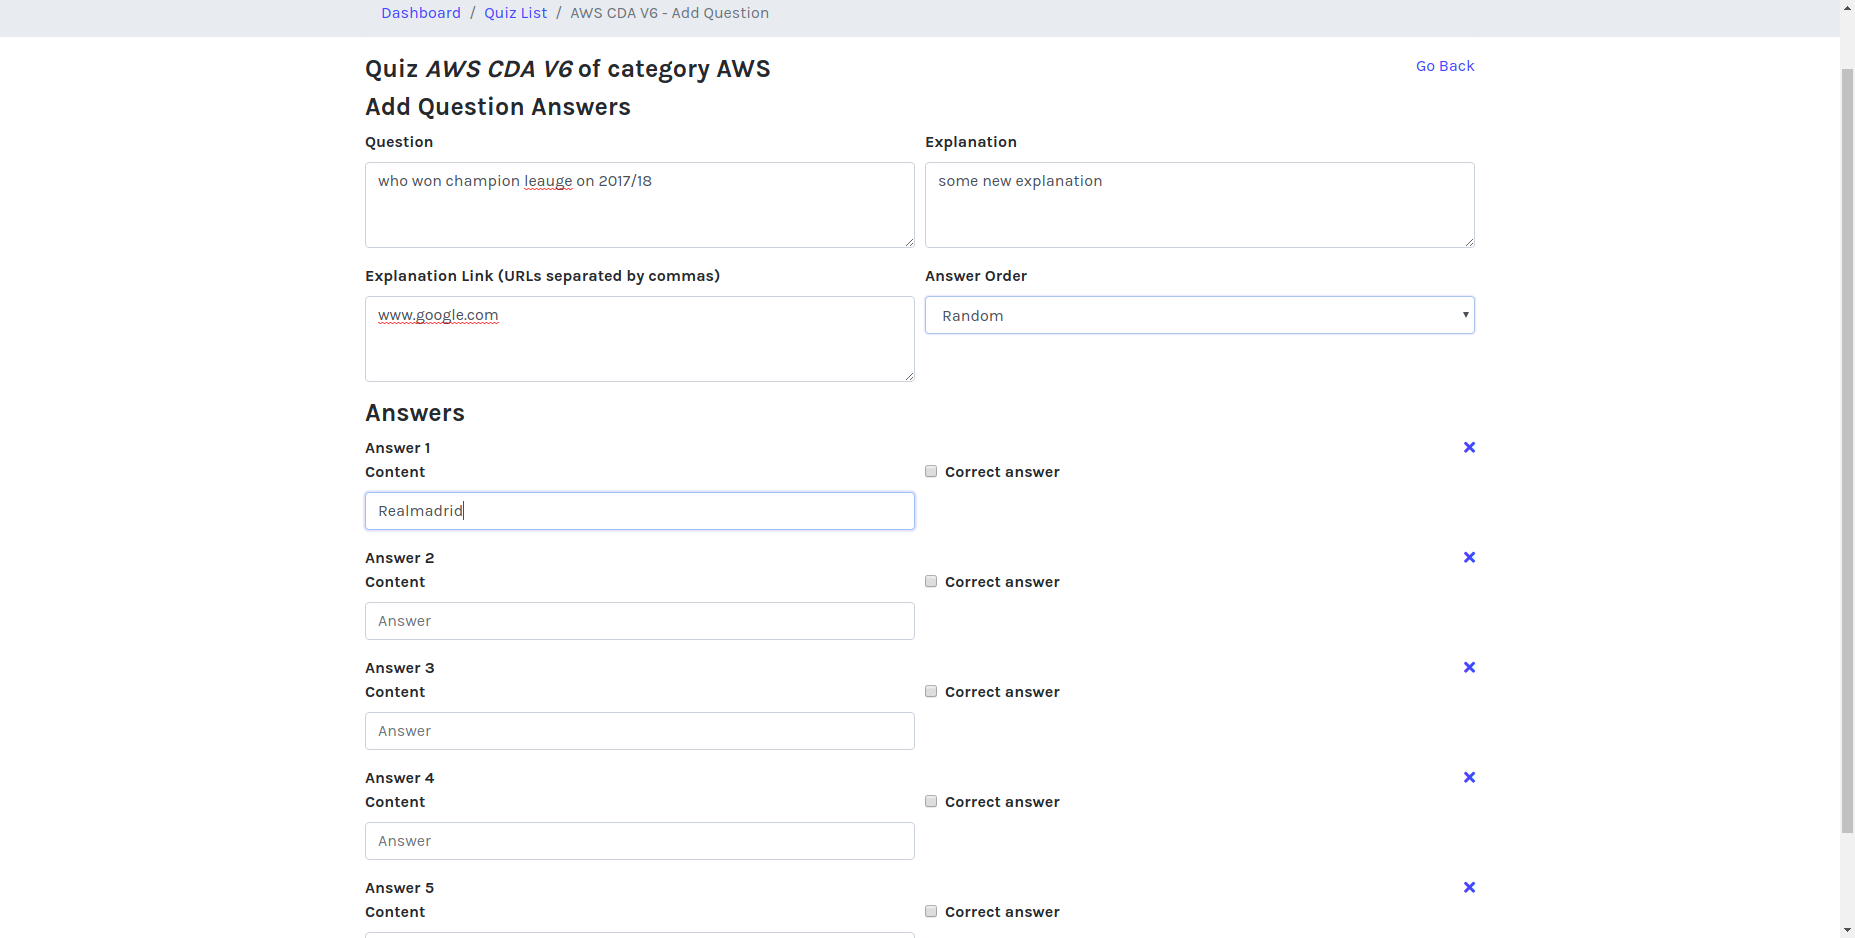 Dashboard / Quiz List / AWS CDA V6 - Add Question
Quiz AWS CDA V6 of category AWS
Go Back
Add Question Answers
Question
Explanation
who won champion leauge on 2017/18
some new explanation
Explanation Link (URLs separated by commas)
Answer Order
www.google.com
Random
Answers
Answer 1
Content
Correct answer
Realmadrid
Answer 2
Content
Correct answer
Answer
Answer 3
Content
Correct answer
Answer
Answer 4
Content
Correct answer
Answer
Answer 5
Content
Correct answer